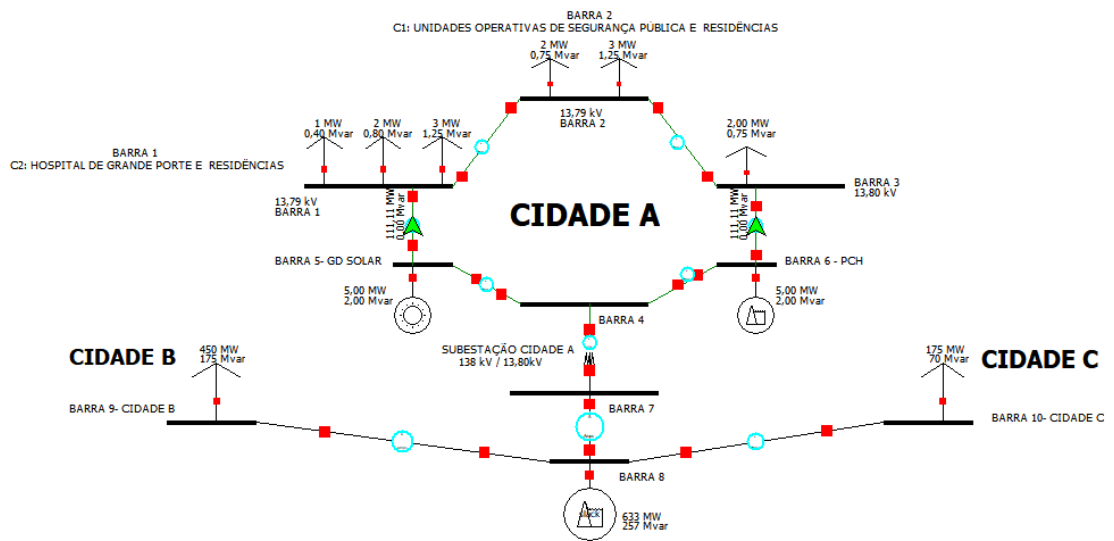 BARRA 2
C1: UNIDADES OPERATIVAS DE SEGURANÇA PÚBLICA E RESIDÊNCIAS
2 MW
0,75 Mvar
3 MW
1,25 Mvar
13,79 kV
BARRA 2
1 MW
0,40 Mvar
2 MW
0,80 Mvar
3 MW
1,25 Mvar
2,00 MW
0,75 Mvar
BARRA 1
C2: HOSPITAL DE GRANDE PORTE E RESIDÊNCIAS
13,79 kV
BARRA 1
BARRA 3
13,80 kV
111,11 MW
0,00 Mvar
CIDADE A
111,11 MW
0,00 Mvar
BARRA 5- GD SOLAR
BARRA 6 - PCH
5,00 MW
2,00 Mvar
5,00 MW
2,00 Mvar
BARRA 4
SUBESTAÇÃO CIDADE A
138 kV / 13,80kV
CIDADE B
450 MW
175 Mvar
175 MW
70 Mvar
CIDADE C
BARRA 7
BARRA 9- CIDADE B
BARRA 10- CIDADE C
BARRA 8
slack
633 MW
257 Mvar